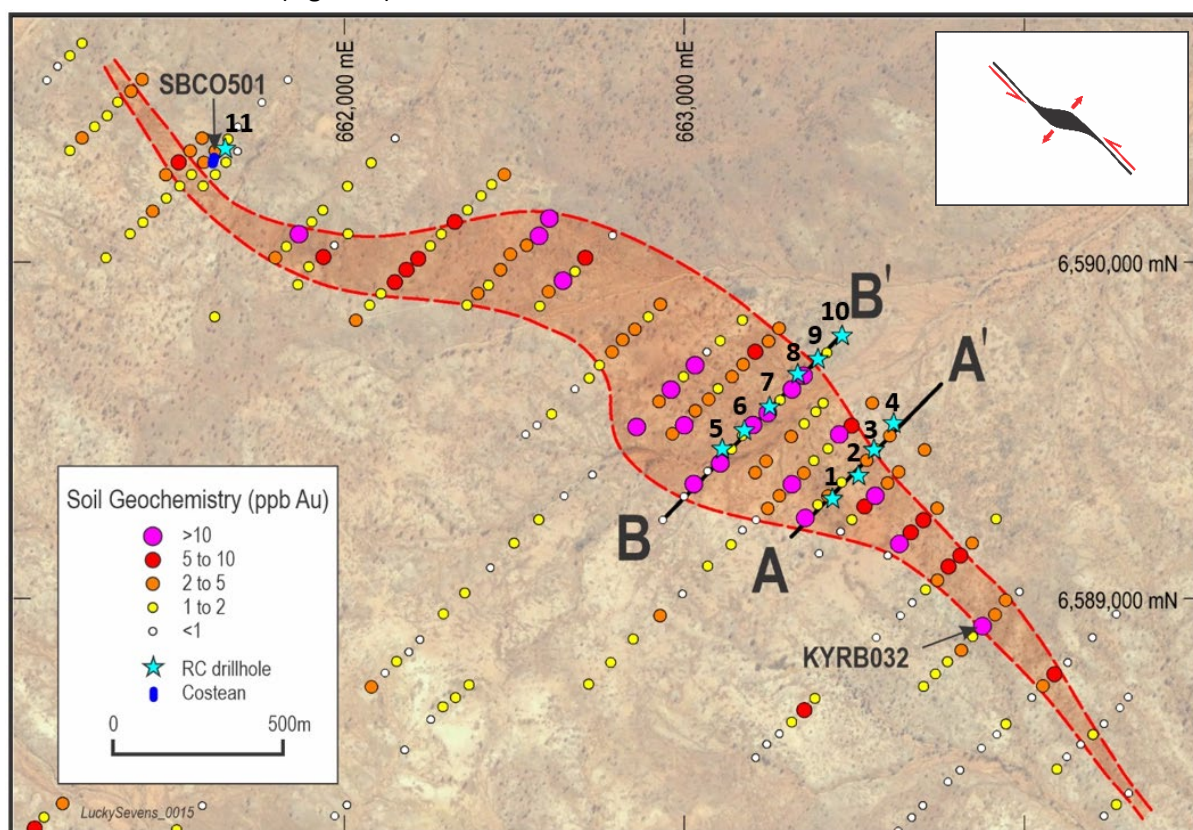 SBCO501
11
662,000 mE
663,000 mE
6,590,000 mN
10
B'
9
8
A'
7
4
6
3
5
2
1
B
A
6,589,000 mN
KYRB032
Soil Geochemistry (ppb Au)
>10
5 to 10
2 to 5
1 to 2
<1
RC drillhole
Costean
0 500m
LuckySevens_0015